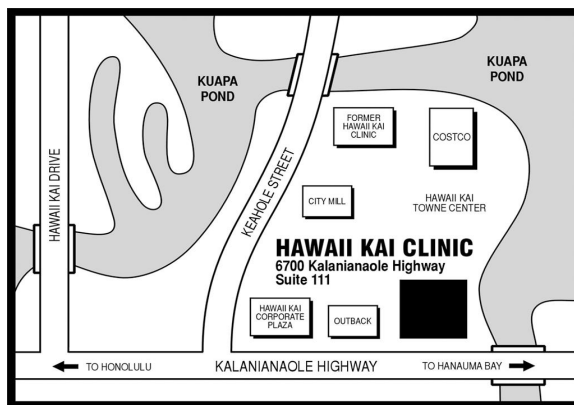 KUAPA
POND
KUAPA
POND
FORMER
HAWAII KAI
CLINIC
COSTCO
HAWAII KAI DRIVE
KEAHOLE STREET
CITY MILL
HAWAII KAI
TOWNE CENTER
HAWAII KAI CLINIC
6700 Kalanianaole Highway
Suite 111
HAWAII KAI
CORPORATE
PLAZA
OUTBACK
TO HONOLULU
KALANIANAOLE HIGHWAY
TO HANAUMA BAY